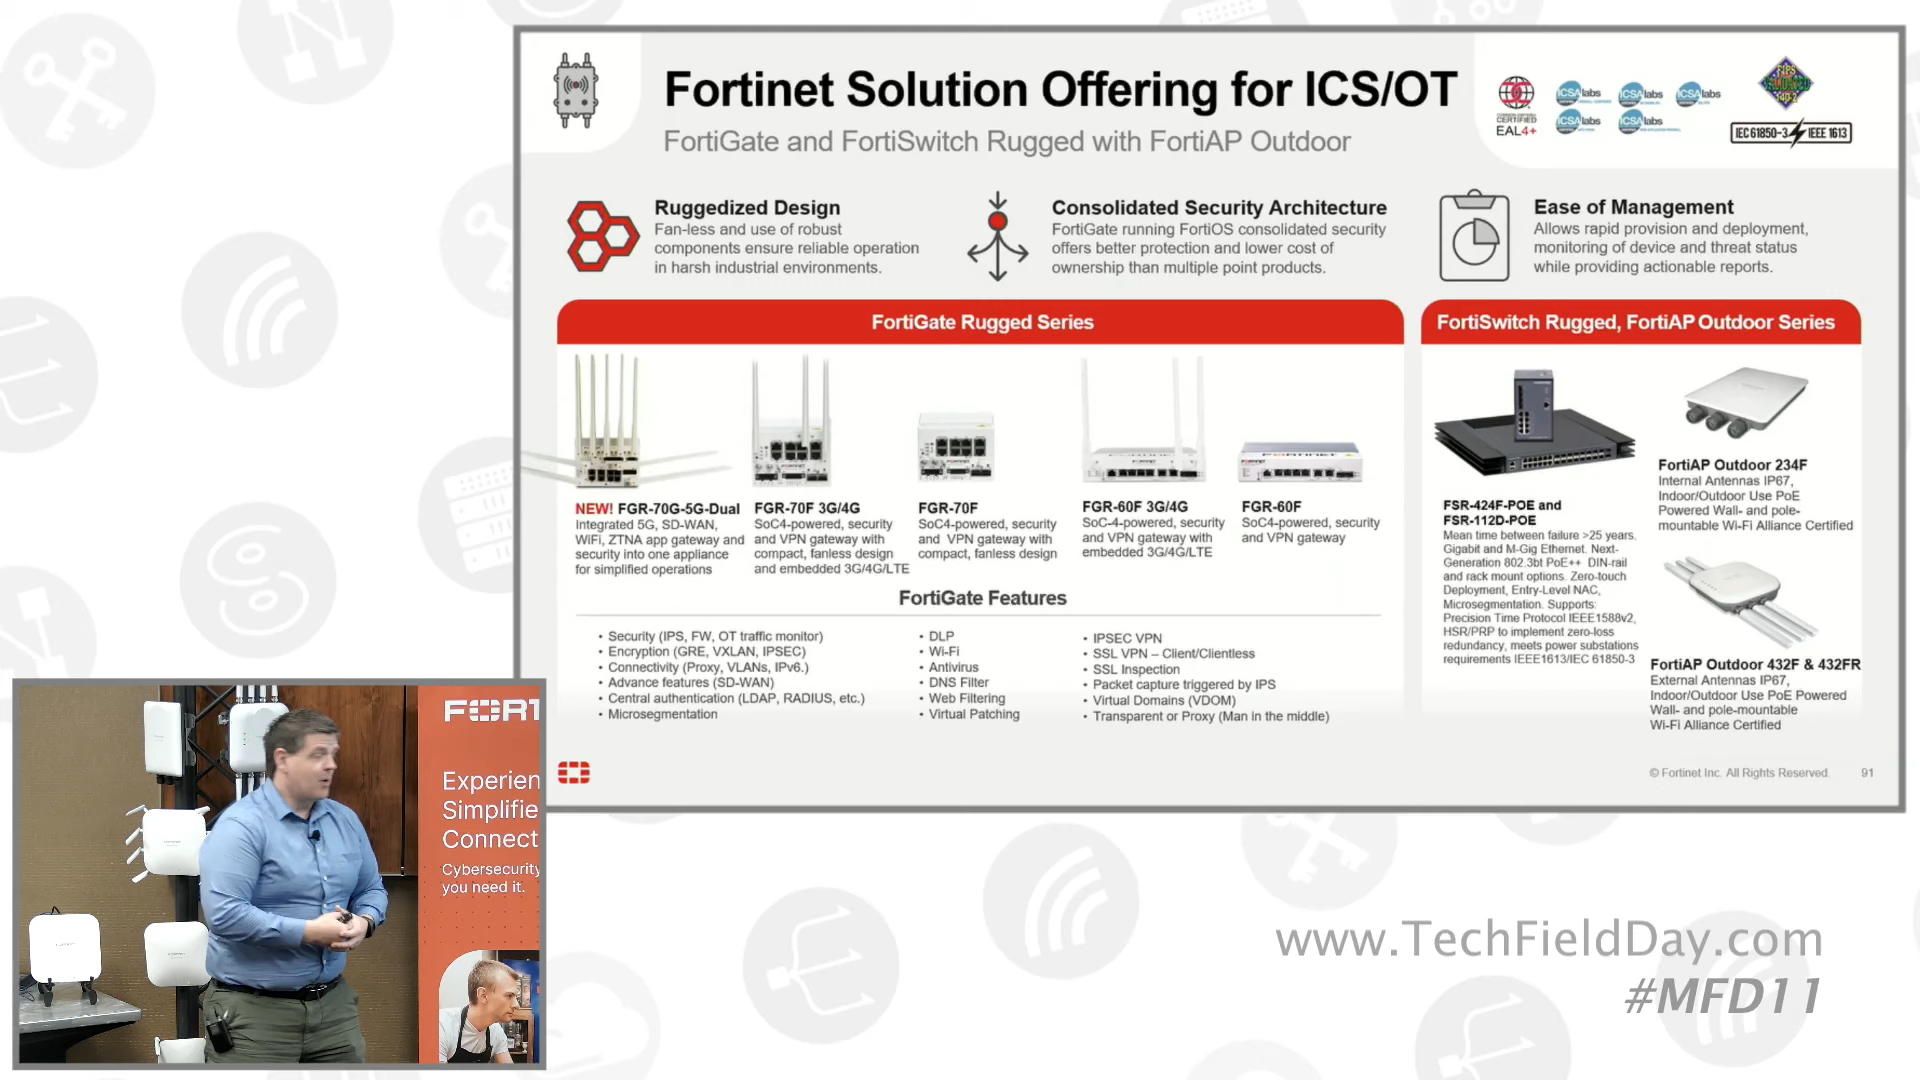 Fortinet Solution Offering for ICS/OT
FortiGate and FortiSwitch Rugged with FortiAP Outdoor
CERTIFIED
EAL4+
ICSAlabs
ICSAlabs
ICSAlabs
ICSAlabs
ICSAlabs
FIPS
VALIDATED
140-2
IEC 61850-3
IEEE 1613
Ruggedized Design
Fan-less and use of robust
components ensure reliable operation
in harsh industrial environments.
Consolidated Security Architecture
FortiGate running FortiOS consolidated security
offers better protection and lower cost of
ownership than multiple point products.
Ease of Management
Allows rapid provision and deployment,
monitoring of device and threat status
while providing actionable reports.
FortiGate Rugged Series
NEW! FGR-70G-5G-Dual
Integrated 5G, SD-WAN,
WiFi, ZTNA app gateway and
security into one appliance
for simplified operations
FGR-70F 3G/4G
SoC4-powered, security
and VPN gateway with
compact, fanless design
and embedded 3G/4G/LTE
FGR-70F
SoC4-powered, security
and VPN gateway with
compact, fanless design
FGR-60F 3G/4G
SoC-4-powered, security
and VPN gateway with
embedded 3G/4G/LTE
FORTINET
FGR-60F
SoC4-powered, security
and VPN gateway
FortiGate Features
• Security (IPS, FW, OT traffic monitor)
• Encryption (GRE, VXLAN, IPSEC)
• Connectivity (Proxy, VLANs, IPv6.)
• Advance features (SD-WAN)
• Central authentication (LDAP, RADIUS, etc.)
• Microsegmentation
• DLP
• Wi-Fi
• Antivirus
• DNS Filter
• Web Filtering
• Virtual Patching
• IPSEC VPN
• SSL VPN – Client/Clientless
• SSL Inspection
• Packet capture triggered by IPS
• Virtual Domains (VDOM)
• Transparent or Proxy (Man in the middle)
FortiSwitch Rugged, FortiAP Outdoor Series
FSR-424F-POE and
FSR-112D-POE
Mean time between failure >25 years.
Gigabit and M-Gig Ethernet. Next-
Generation 802.3bt PoE++ DIN-rail
and rack mount options. Zero-touch
Deployment, Entry-Level NAC,
Microsegmentation. Supports:
Precision Time Protocol IEEE1588v2,
HSR/PRP to implement zero-loss
redundancy, meets power substations
requirements IEEE1613/IEC 61850-3
FortiAP Outdoor 234F
Internal Antennas IP67,
Indoor/Outdoor Use PoE
Powered Wall- and pole-
mountable Wi-Fi Alliance Certified
FortiAP Outdoor 432F & 432FR
External Antennas IP67,
Indoor/Outdoor Use PoE Powered
Wall- and pole-mountable
Wi-Fi Alliance Certified
© Fortinet Inc. All Rights Reserved.
91
FORT
Experien
Simplifie
Connect
Cybersecurity
you need it.
www.TechFieldDay.com
#MFD11